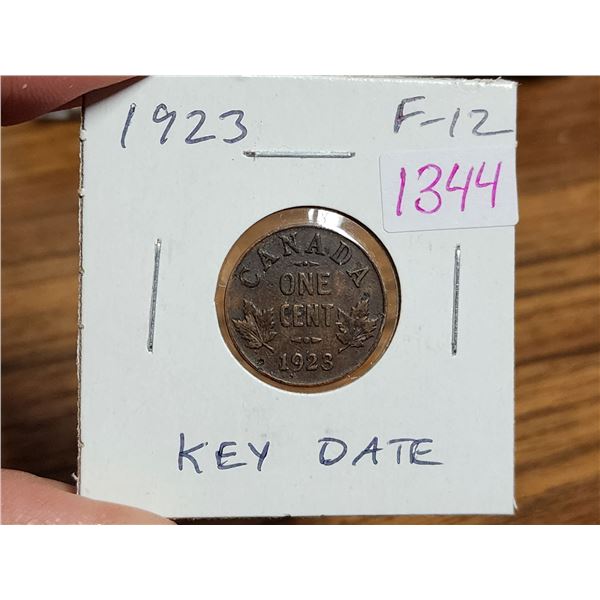 1923 F-12
1344
CANADA
ONE
CENT
1923
KEY DATE